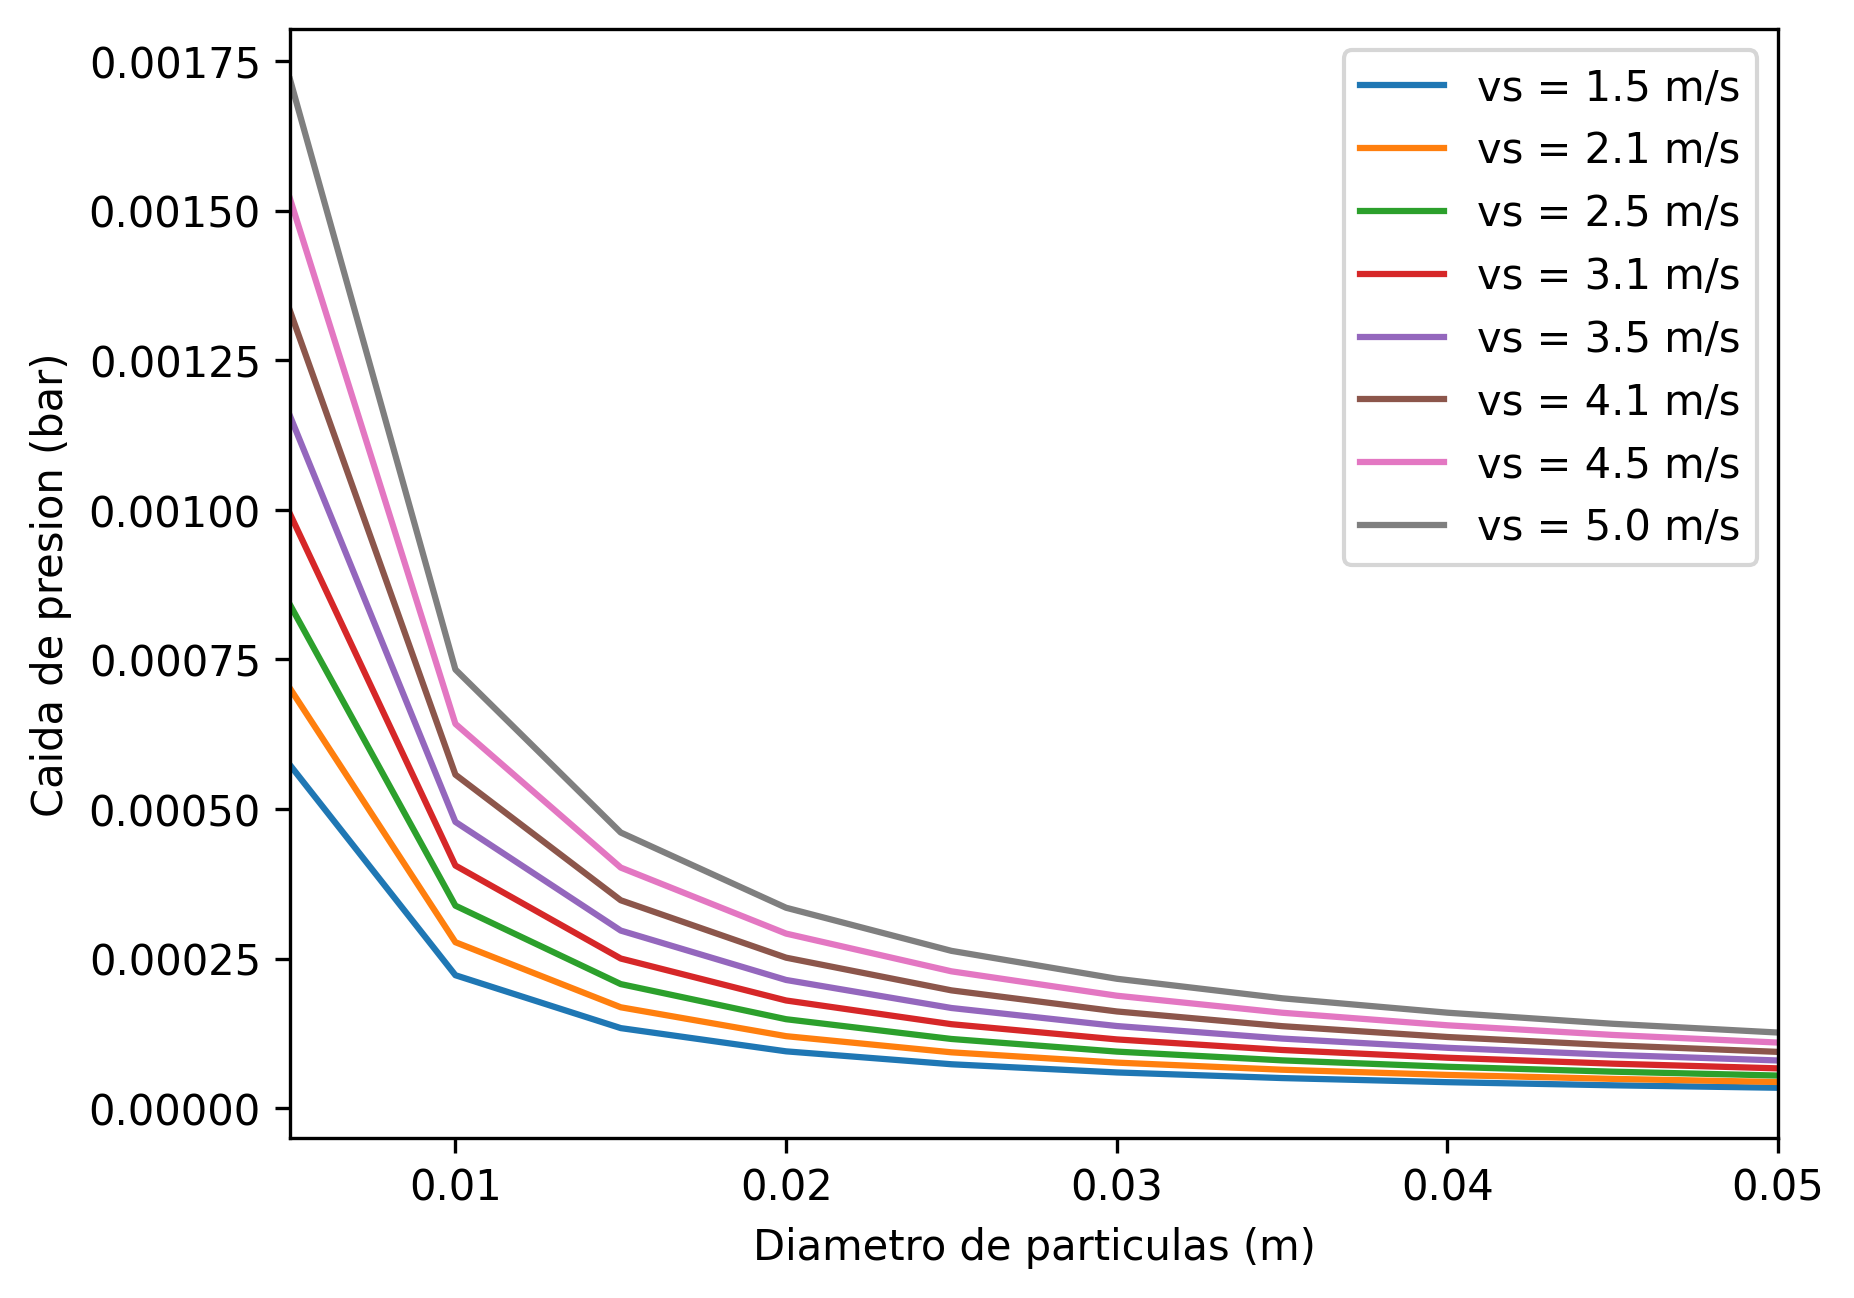 0.00175
0.00150
0.00125
0.00100
0.00075
0.00050
0.00025
0.00000
Caida de presion (bar)
vs = 1.5 m/s
vs = 2.1 m/s
vs = 2.5 m/s
vs = 3.1 m/s
vs = 3.5 m/s
vs = 4.1 m/s
vs = 4.5 m/s
vs = 5.0 m/s
0.01 0.02 0.03 0.04 0.05
Diametro de particulas (m)